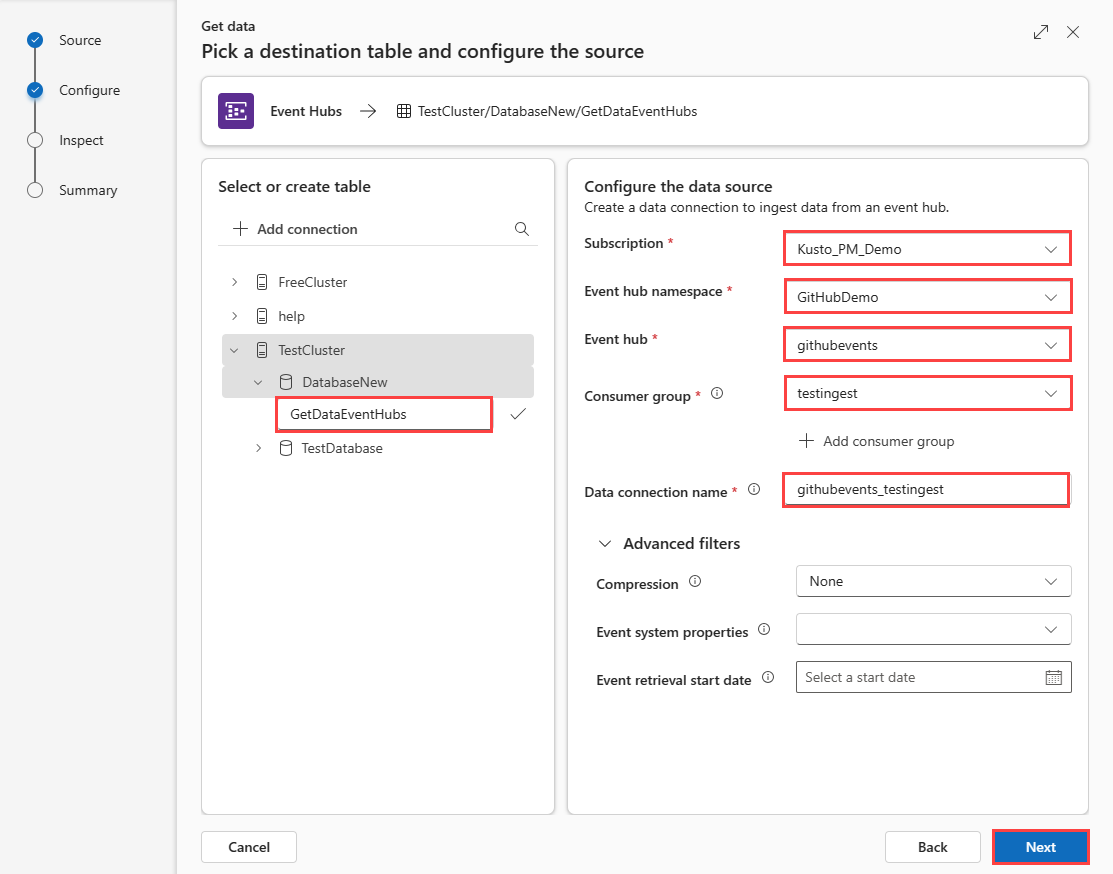 Source
Configure
Inspect
Summary
Get data
Pick a destination table and configure the source
Event Hubs
TestCluster/DatabaseNew/GetDataEventHubs
Select or create table
Add connection
FreeCluster
help
TestCluster
DatabaseNew
GetDataEventHubs
TestDatabase
Configure the data source
Create a data connection to ingest data from an event hub.
Subscription * Kusto_PM_Demo
Event hub namespace * GitHubDemo
Event hub * githubevents
Consumer group * testingest
Add consumer group
Data connection name * githubevents_testingest
Advanced filters
Compression None
Event system properties
Event retrieval start date Select a start date
Cancel
Back
Next